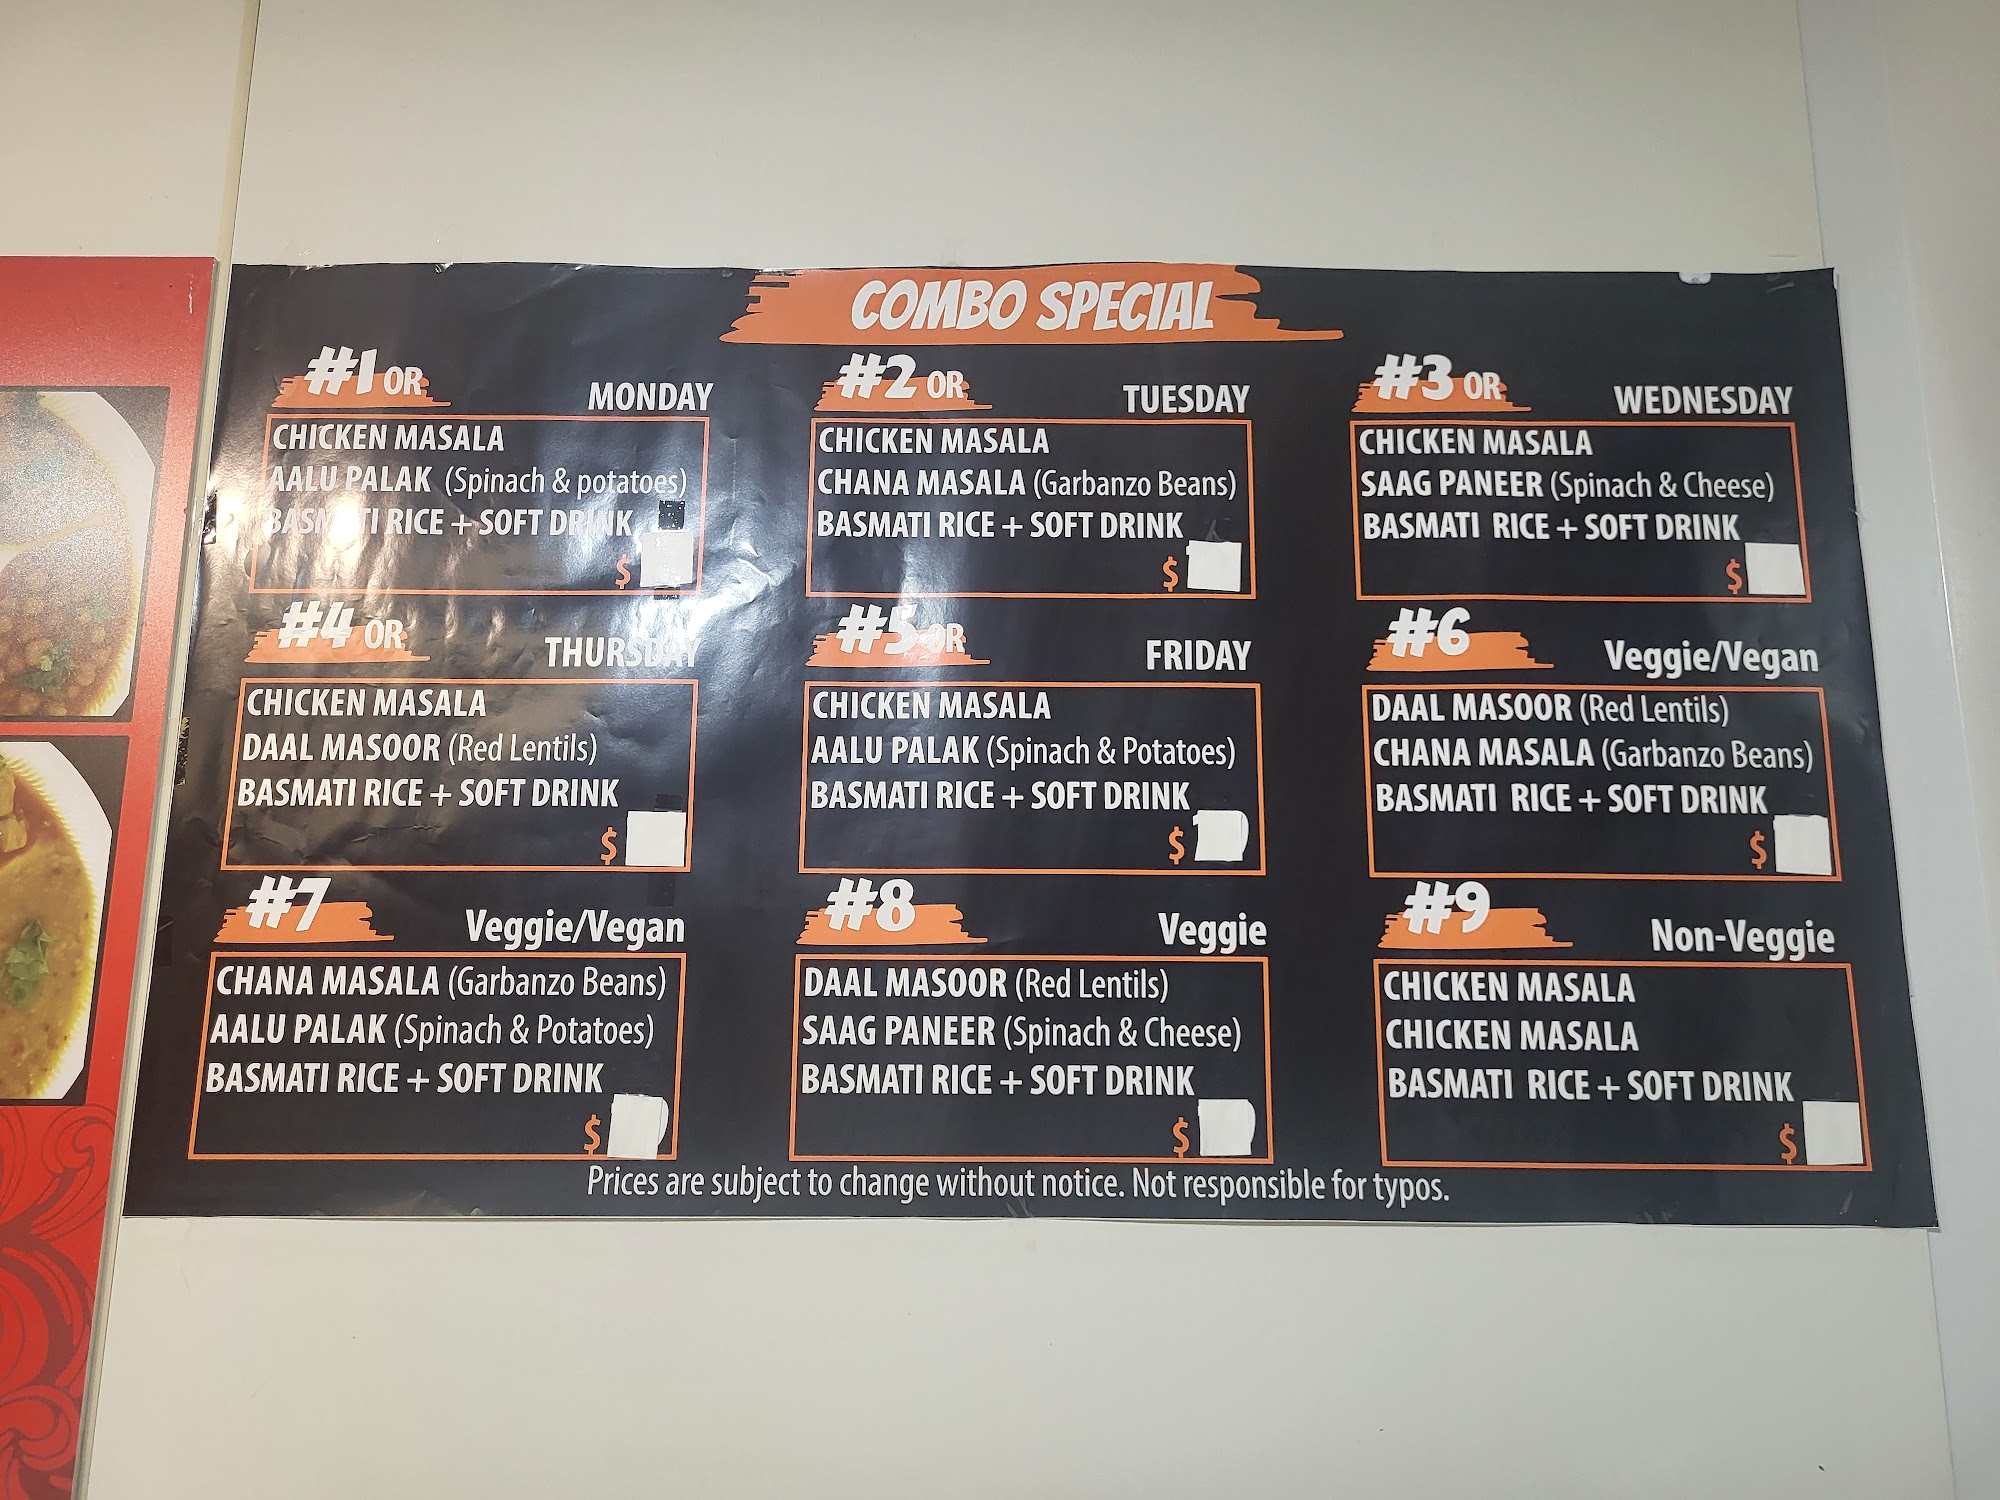 COMBO SPECIAL
#1 OR MONDAY
CHICKEN MASALA
AALU PALAK (Spinach & potatoes)
BASMATI RICE + SOFT DRINK
$
#2 OR TUESDAY
CHICKEN MASALA
CHANA MASALA (Garbanzo Beans)
BASMATI RICE + SOFT DRINK
$
#3 OR WEDNESDAY
CHICKEN MASALA
SAAG PANEER (Spinach & Cheese)
BASMATI RICE + SOFT DRINK
$
#4 OR THURSDAY
CHICKEN MASALA
DAAL MASOOR (Red Lentils)
BASMATI RICE + SOFT DRINK
$
#5 OR FRIDAY
CHICKEN MASALA
AALU PALAK (Spinach & Potatoes)
BASMATI RICE + SOFT DRINK
$
#6 Veggie/Vegan
DAAL MASOOR (Red Lentils)
CHANA MASALA (Garbanzo Beans)
BASMATI RICE + SOFT DRINK
$
#7 Veggie/Vegan
CHANA MASALA (Garbanzo Beans)
AALU PALAK (Spinach & Potatoes)
BASMATI RICE + SOFT DRINK
$
#8 Veggie
DAAL MASOOR (Red Lentils)
SAAG PANEER (Spinach & Cheese)
BASMATI RICE + SOFT DRINK
$
#9 Non-Veggie
CHICKEN MASALA
CHICKEN MASALA
BASMATI RICE + SOFT DRINK
$
Prices are subject to change without notice. Not responsible for typos.